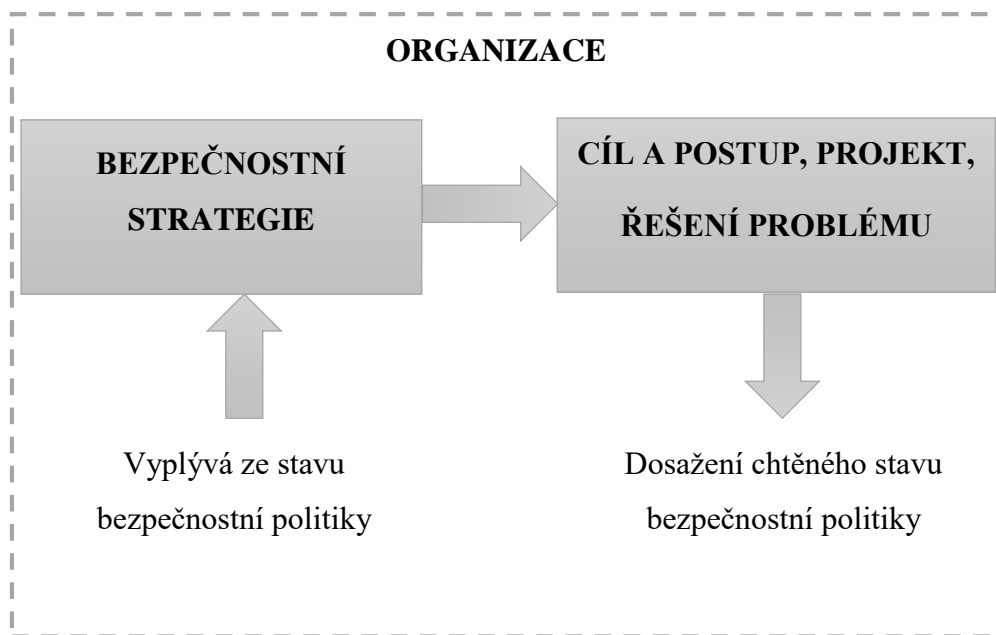 ORGANIZACE
BEZPEČNOSTNÍ
STRATEGIE
CÍL A POSTUP, PROJEKT,
ŘEŠENÍ PROBLÉMU
Vyplývá ze stavu
bezpečnostní politiky
Dosažení chtěného stavu
bezpečnostní politiky